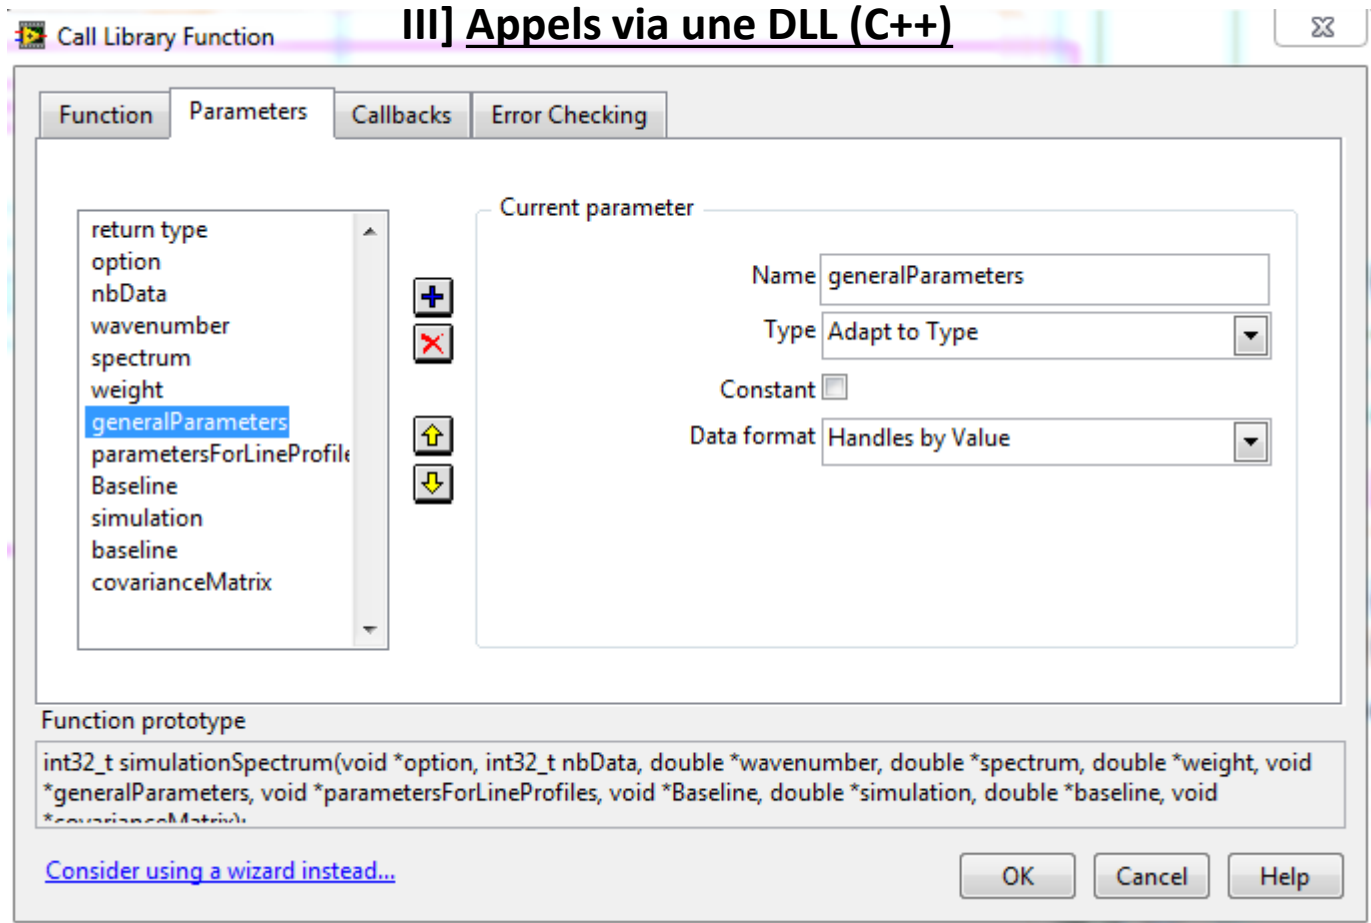 III] Appels via une DLL (C++)
Call Library Function
Function
Parameters
Callbacks
Error Checking
return type
option
nbData
wavenumber
spectrum
weight
generalParameters
parametersForLineProfile
Baseline
simulation
baseline
covarianceMatrix
Current parameter
Name generalParameters
Type Adapt to Type
Constant
Data format Handles by Value
Function prototype
int32_t simulationSpectrum(void *option, int32_t nbData, double *wavenumber, double *spectrum, double *weight, void
*generalParameters, void *parametersForLineProfiles, void *Baseline, double *simulation, double *baseline, void
*covarianceMatrix);
Consider using a wizard instead...
OK
Cancel
Help